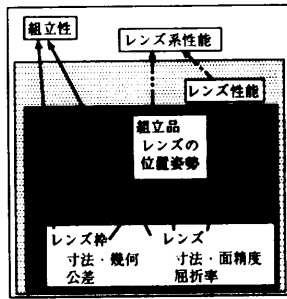 組立性
レンズ系性能
レンズ性能
組立品
レンズの
位置姿勢
レンズ枠
寸法・幾何
公差
レンズ
寸法・面精度
屈折率